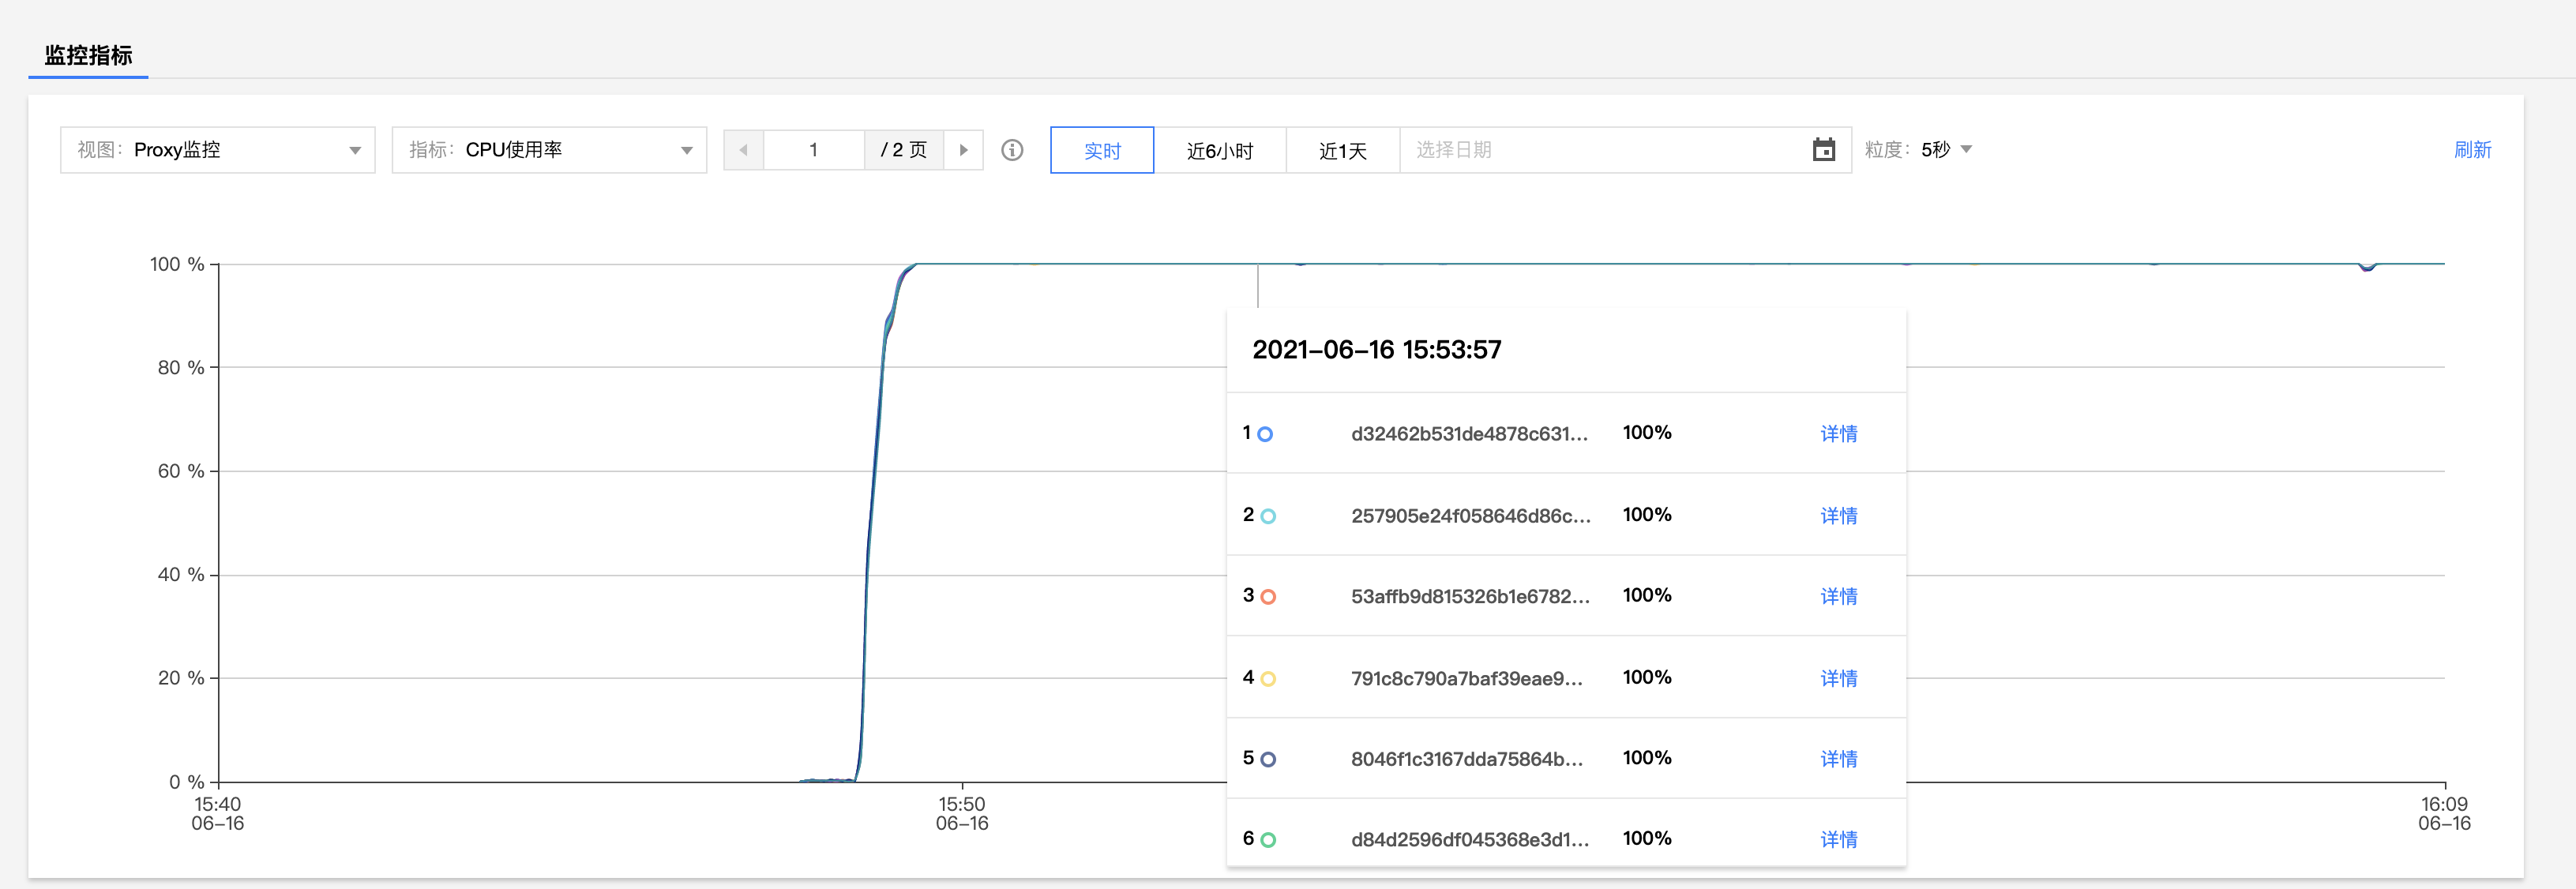 监控指标
视图: Proxy监控 指标: CPU使用率 1 / 2 页 实时 近6小时 近1天 选择日期 粒度: 5秒 刷新
100 %
80 %
60 %
40 %
20 %
0 %
15:40
06-16
15:50
06-16
16:09
06-16
2021-06-16 15:53:57
1 d32462b531de4878c631... 100% 详情
2 257905e24f058646d86c... 100% 详情
3 53affb9d815326b1e6782... 100% 详情
4 791c8c790a7baf39eae9... 100% 详情
5 8046f1c3167dda75864b... 100% 详情
6 d84d2596df045368e3d1... 100% 详情